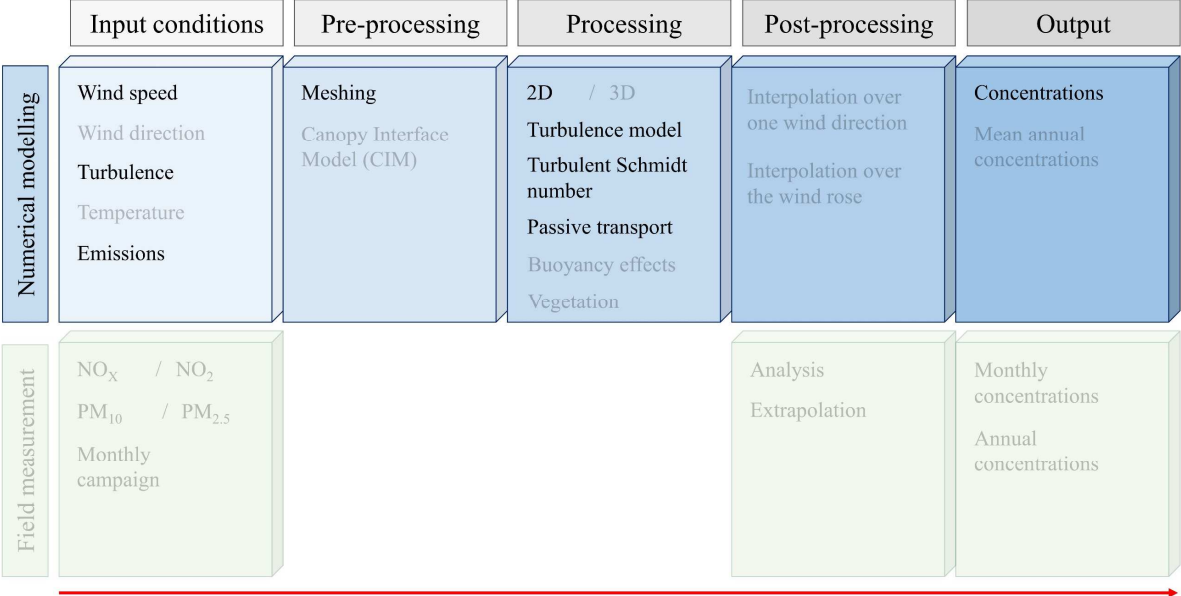 Input conditions
Pre-processing
Processing
Post-processing
Output
Numerical modelling
Wind speed
Wind direction
Turbulence
Temperature
Emissions
Meshing
Canopy Interface
Model (CIM)
2D / 3D
Turbulence model
Turbulent Schmidt
number
Passive transport
Buoyancy effects
Vegetation
Interpolation over
one wind direction
Interpolation over
the wind rose
Concentrations
Mean annual
concentrations
Field measurement
NOX / NO2
PM10 / PM2.5
Monthly
campaign
Analysis
Extrapolation
Monthly
concentrations
Annual
concentrations